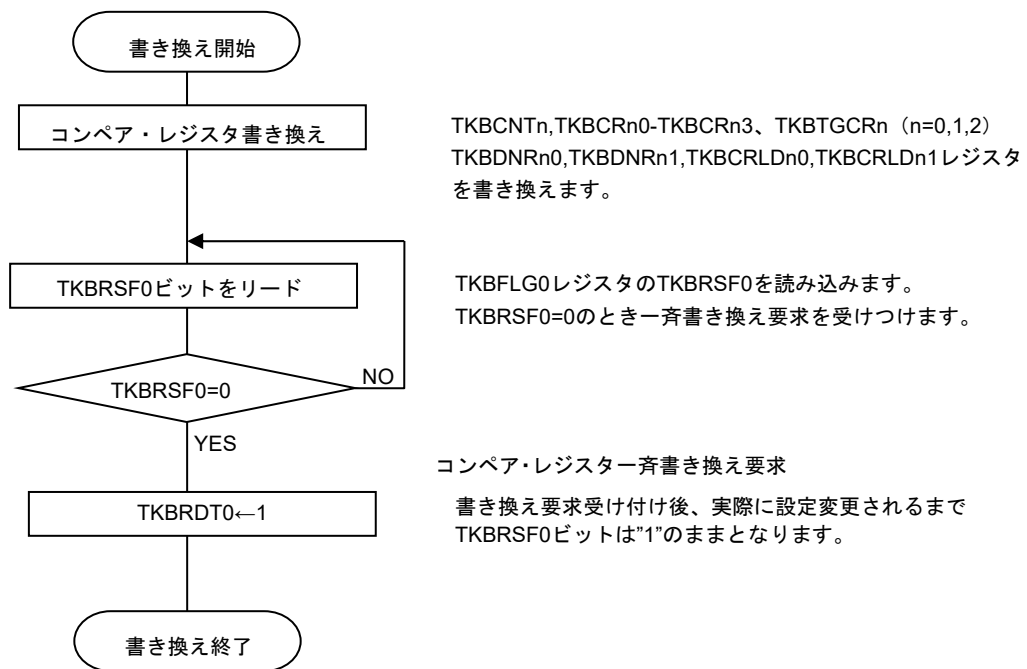 書き換え開始
コンペア・レジスタ書き換え
TKBCNTn,TKBCRn0-TKBCRn3、TKBTGCRn（n=0,1,2）
TKBDNRn0,TKBDNRn1,TKBCRLDn0,TKBCRLDn1レジスタ
を書き換えます。
TKBRSF0ビットをリード
TKBFLG0レジスタのTKBRSF0を読み込みます。
TKBRSF0=0のとき一斉書き換え要求を受けつけます。
TKBRSF0=0
NO
YES
コンペア・レジスター斉書き換え要求
TKBRDT0←1
書き換え要求受け付け後、実際に設定変更されるまで
TKBRSF0ビットは”1”のままとなります。
書き換え終了